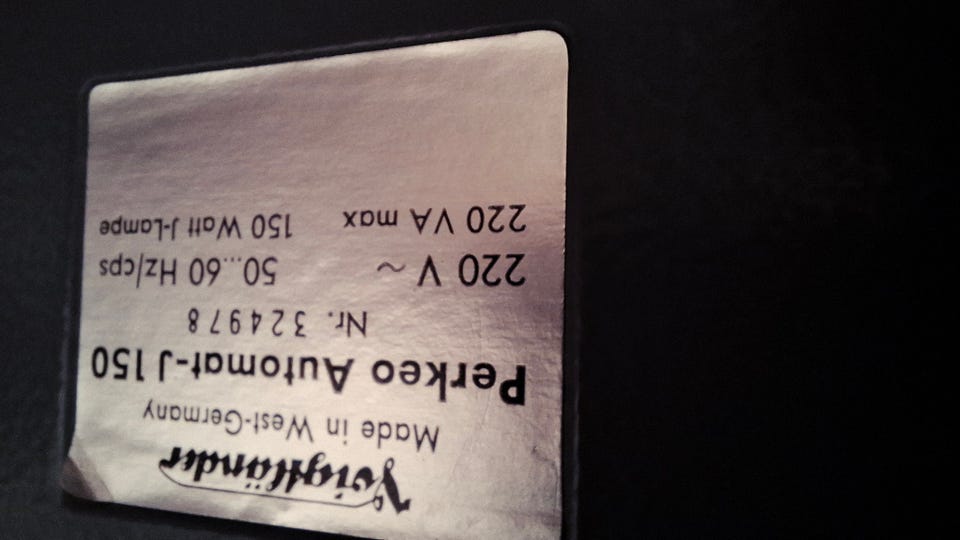 Voigtländer
Made in West-Germany
Perkeo Automat-J 150
Nr. 324978
220 V ~ 50...60 Hz/cps
220 VA max 150 Watt J-Lampe